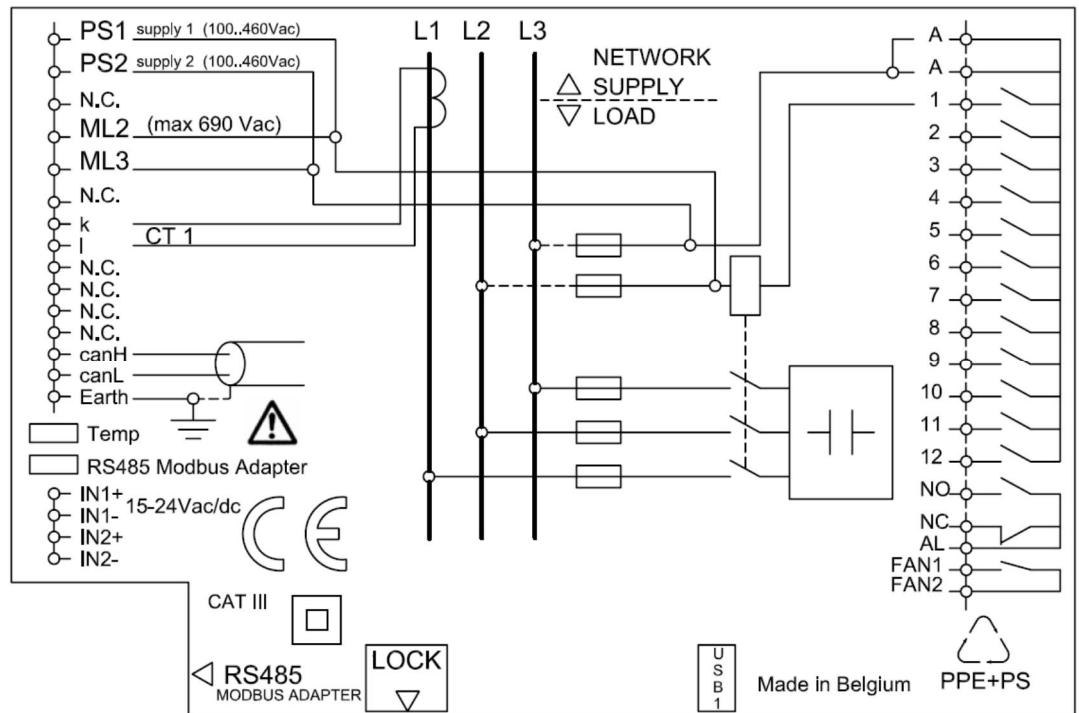 PS1 supply 1 (100..460Vac)
PS2 supply 2 (100..460Vac)
N.C.
ML2 (max 690 Vac)
ML3
N.C.
k
l CT 1
N.C.
N.C.
N.C.
N.C.
canH
canL
Earth
Temp
RS485 Modbus Adapter
IN1+
IN1-
IN2+
IN2-
15-24Vac/dc
CE
CAT III
RS485
MODBUS ADAPTER
LOCK
L1 L2 L3
NETWORK
SUPPLY
LOAD
A
A
1
2
3
4
5
6
7
8
9
10
11
12
NO
NC
AL
FAN1
FAN2
USB1
Made in Belgium
PPE+PS